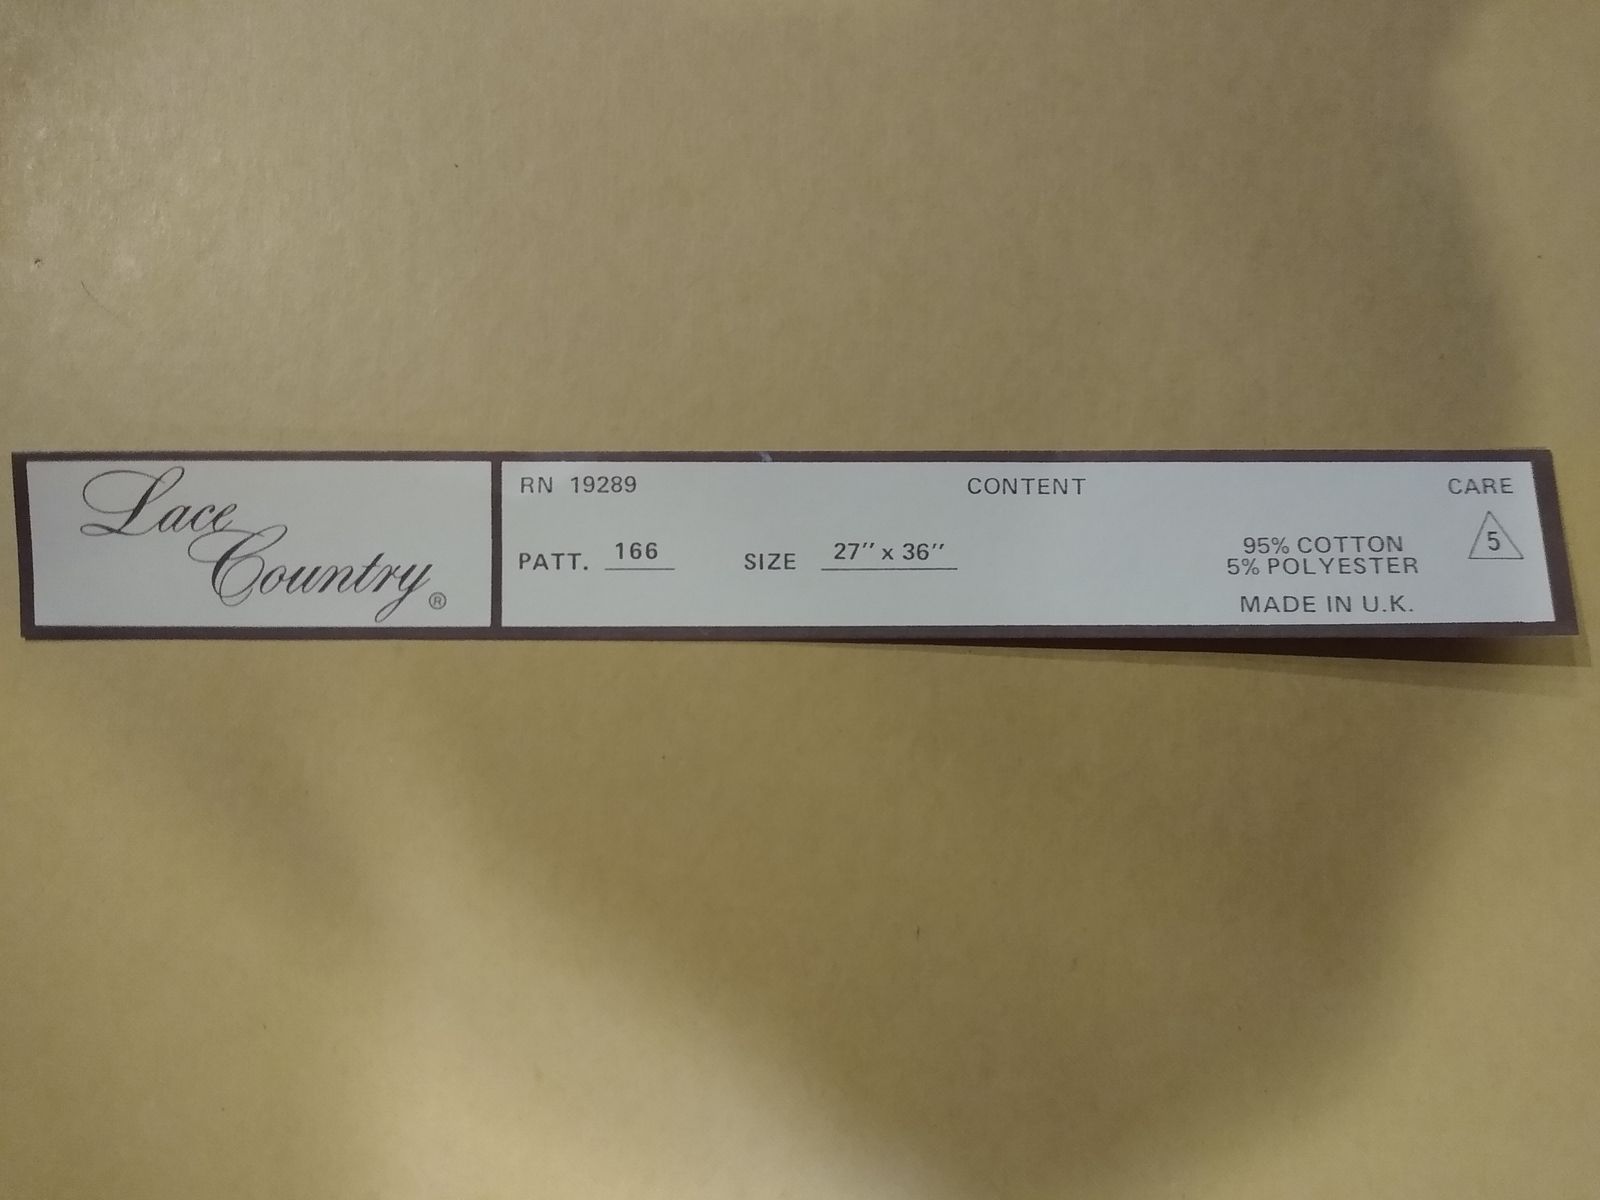 Lace
Country ®
RN 19289
PATT. 166
SIZE 27″ x 36″
CONTENT
95% COTTON
5% POLYESTER
MADE IN U.K.
CARE
5